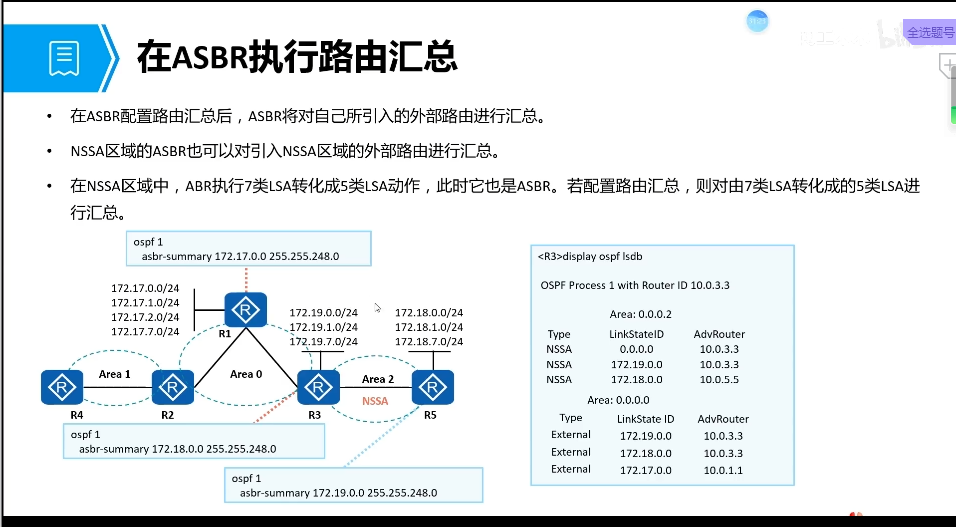 全选题号
在ASBR执行路由汇总
• 在ASBR配置路由汇总后，ASBR将对自己所引入的外部路由进行汇总。
• NSSA区域的ASBR也可以对引入NSSA区域的外部路由进行汇总。
• 在NSSA区域中，ABR执行7类LSA转化成5类LSA动作，此时它也是ASBR。若配置路由汇总，则对由7类LSA转化成的5类LSA进
行汇总。
ospf 1
asbr-summary 172.17.0.0 255.255.248.0
172.17.0.0/24
172.17.1.0/24
172.17.2.0/24
172.17.7.0/24
R1
172.19.0.0/24
172.19.1.0/24
172.19.7.0/24
172.18.0.0/24
172.18.1.0/24
172.18.7.0/24
Area 1
Area 0
Area 2
NSSA
R4
R2
R3
R5
ospf 1
asbr-summary 172.18.0.0 255.255.248.0
ospf 1
asbr-summary 172.19.0.0 255.255.248.0
<R3>display ospf lsdb
OSPF Process 1 with Router ID 10.0.3.3
Area: 0.0.0.2
Type LinkStateID AdvRouter
NSSA 0.0.0.0 10.0.3.3
NSSA 172.19.0.0 10.0.3.3
NSSA 172.18.0.0 10.0.5.5
Area: 0.0.0.0
Type LinkState ID AdvRouter
External 172.19.0.0 10.0.3.3
External 172.18.0.0 10.0.3.3
External 172.17.0.0 10.0.1.1